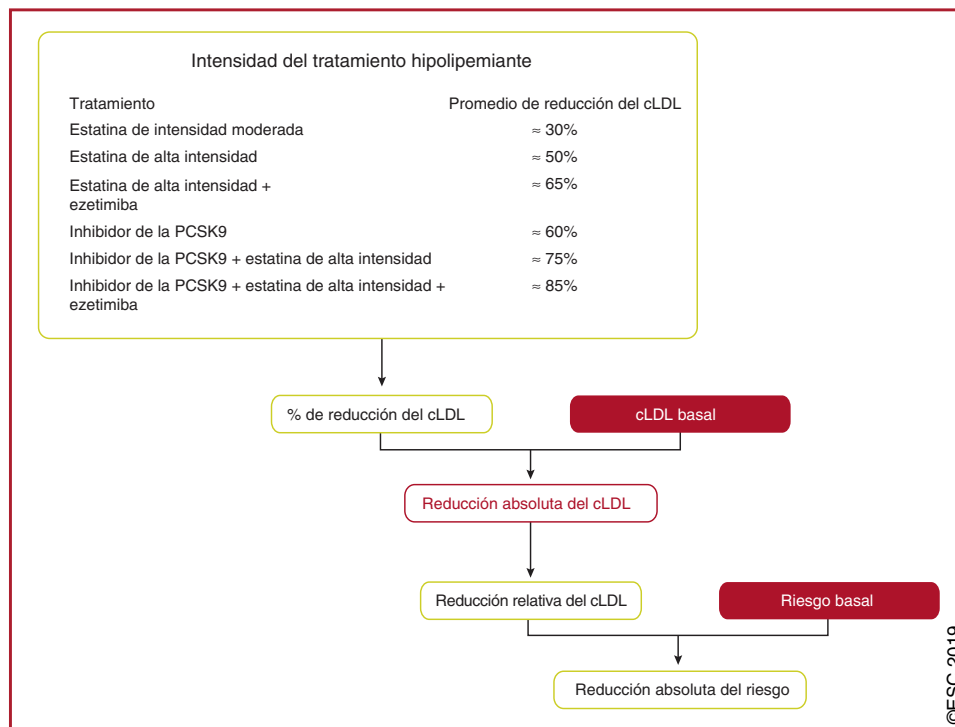 Intensidad del tratamiento hipolipemiante
Tratamiento Promedio de reducción del cLDL
Estatina de intensidad moderada ≈ 30%
Estatina de alta intensidad ≈ 50%
Estatina de alta intensidad + ≈ 65%
ezetimiba
Inhibidor de la PCSK9 ≈ 60%
Inhibidor de la PCSK9 + estatina de alta intensidad ≈ 75%
Inhibidor de la PCSK9 + estatina de alta intensidad + ≈ 85%
ezetimiba
% de reducción del cLDL cLDL basal
Reducción absoluta del cLDL
Reducción relativa del cLDL Riesgo basal
Reducción absoluta del riesgo
©ESC 2019